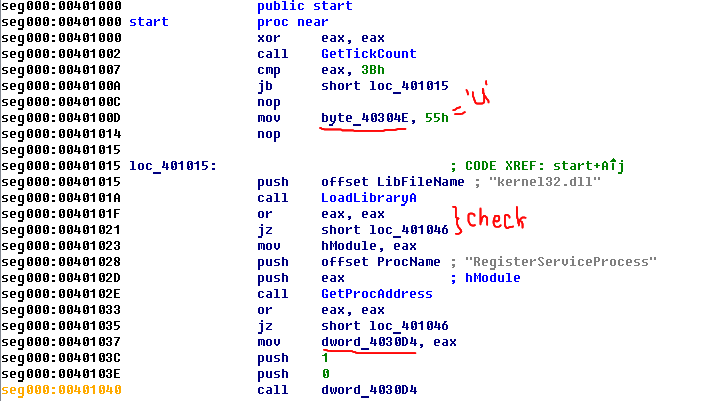 seg000:00401000 public start
seg000:00401000 start proc near
seg000:00401000 xor eax, eax
seg000:00401002 call GetTickCount
seg000:00401007 cmp eax, 3Bh
seg000:0040100A jb short loc_401015
seg000:0040100C nop
seg000:0040100D mov byte_40304E, 55h ='U'
seg000:00401014 nop
seg000:00401015
seg000:00401015 loc_401015: ; CODE XREF: start+Aîj
seg000:00401015 push offset LibFileName ; "kernel32.dll"
seg000:0040101A call LoadLibraryA
seg000:0040101F or eax, eax
seg000:00401021 jz short loc_401046 } check
seg000:00401023 mov hModule, eax
seg000:00401028 push offset ProcName ; "RegisterServiceProcess"
seg000:0040102D push eax ; hModule
seg000:0040102E call GetProcAddress
seg000:00401033 or eax, eax
seg000:00401035 jz short loc_401046
seg000:00401037 mov dword_4030D4, eax
seg000:0040103C push 1
seg000:0040103E push 0
seg000:00401040 call dword_4030D4